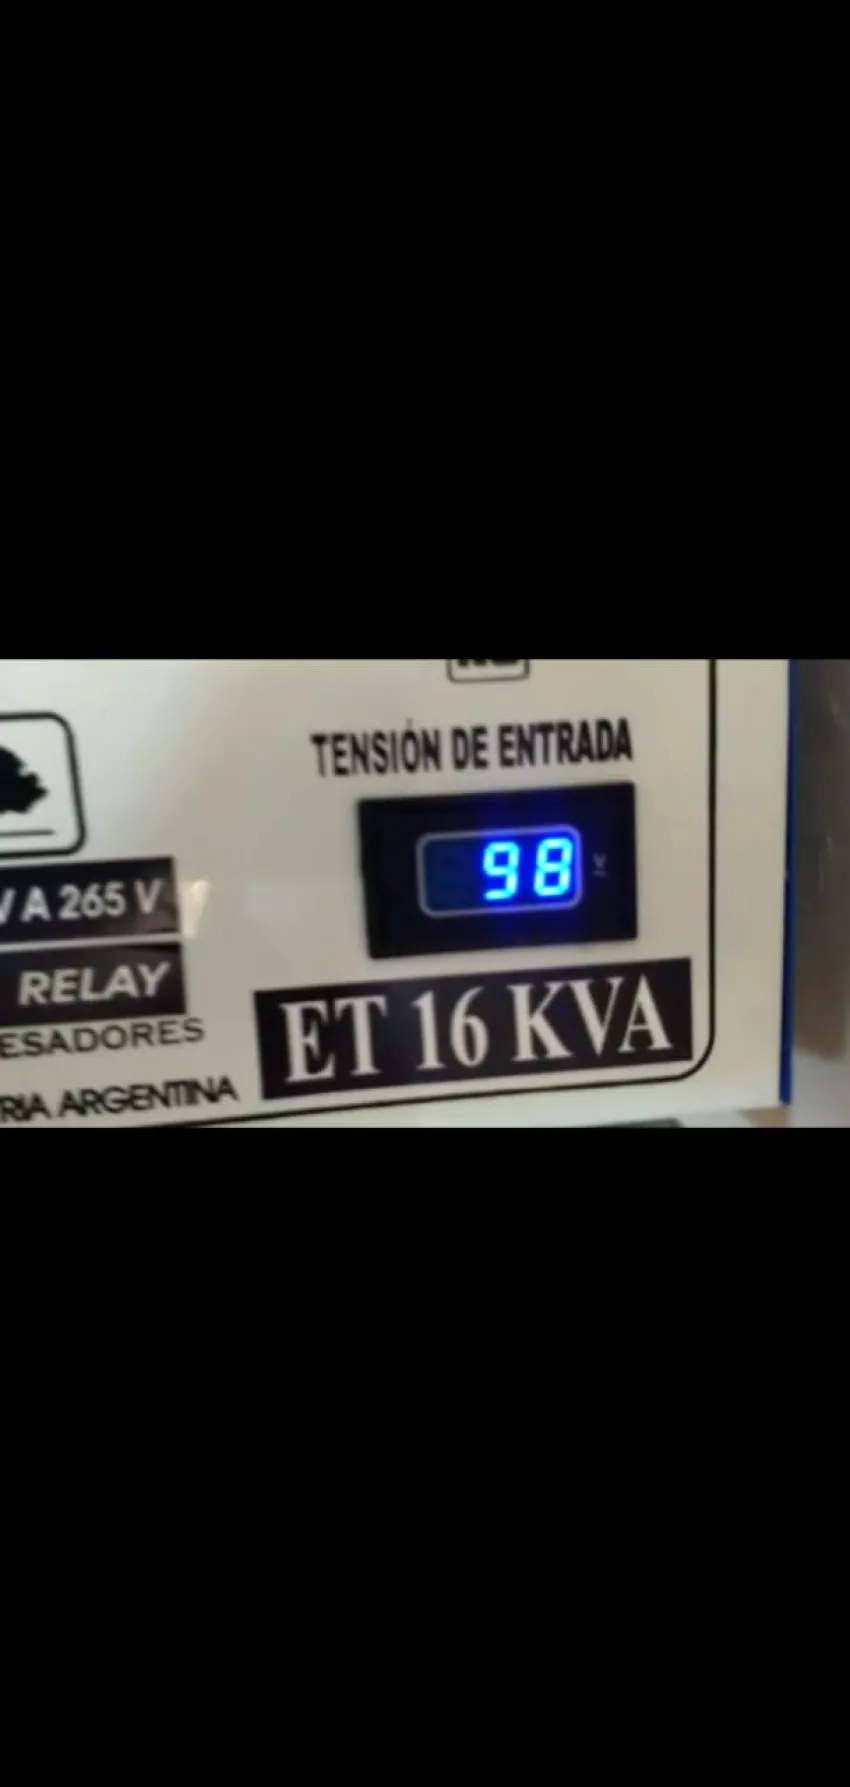 TENSIÓN DE ENTRADA
98 V
V A 265 V
RELAY
ET 16 KVA
ESADORES
RIA ARGENTINA